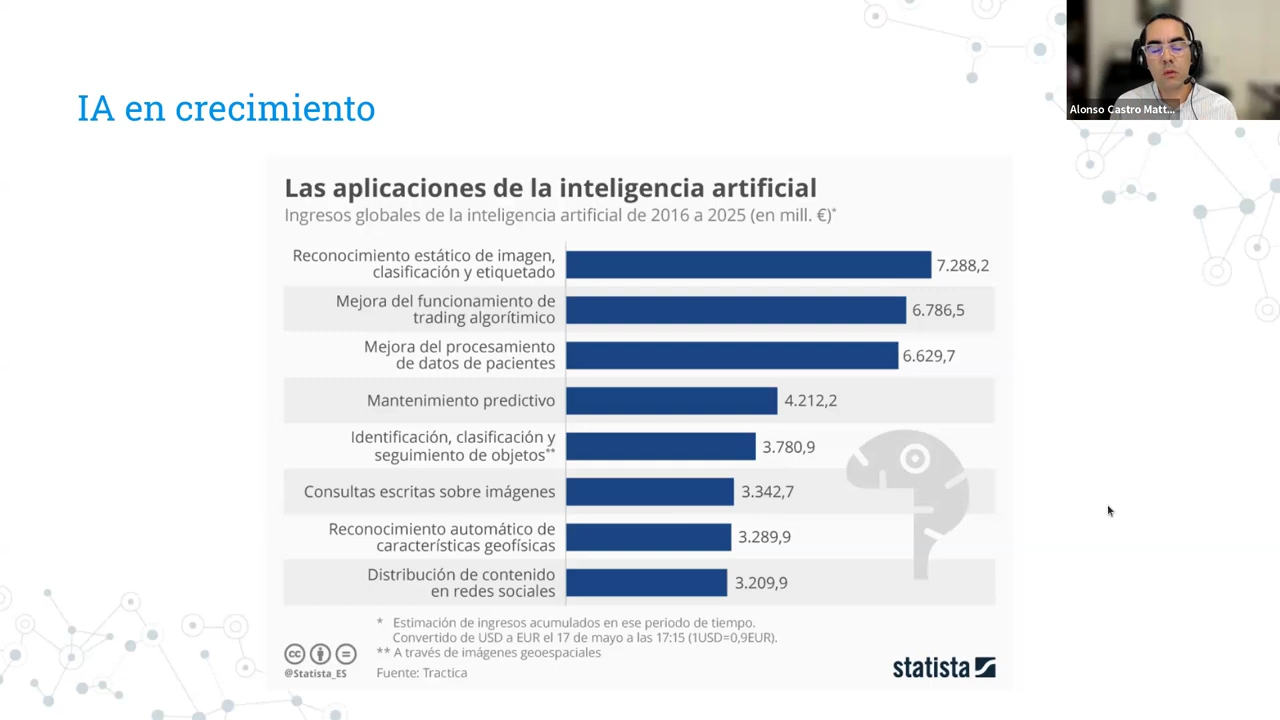 Alonso Castro Matt...
IA en crecimiento
Las aplicaciones de la inteligencia artificial
Ingresos globales de la inteligencia artificial de 2016 a 2025 (en mill. €)*
Reconocimiento estático de imagen,
clasificación y etiquetado
7.288,2
Mejora del funcionamiento de
trading algorítimico
6.786,5
Mejora del procesamiento
de datos de pacientes
6.629,7
Mantenimiento predictivo
4.212,2
Identificación, clasificación y
seguimiento de objetos**
3.780,9
Consultas escritas sobre imágenes
3.342,7
Reconocimiento automático de
características geofísicas
3.289,9
Distribución de contenido
en redes sociales
3.209,9
* Estimación de ingresos acumulados en ese periodo de tiempo.
Convertido de USD a EUR el 17 de mayo a las 17:15 (1USD=0,9EUR).
** A través de imágenes geoespaciales
cc
@Statista_ES
Fuente: Tractica
statista